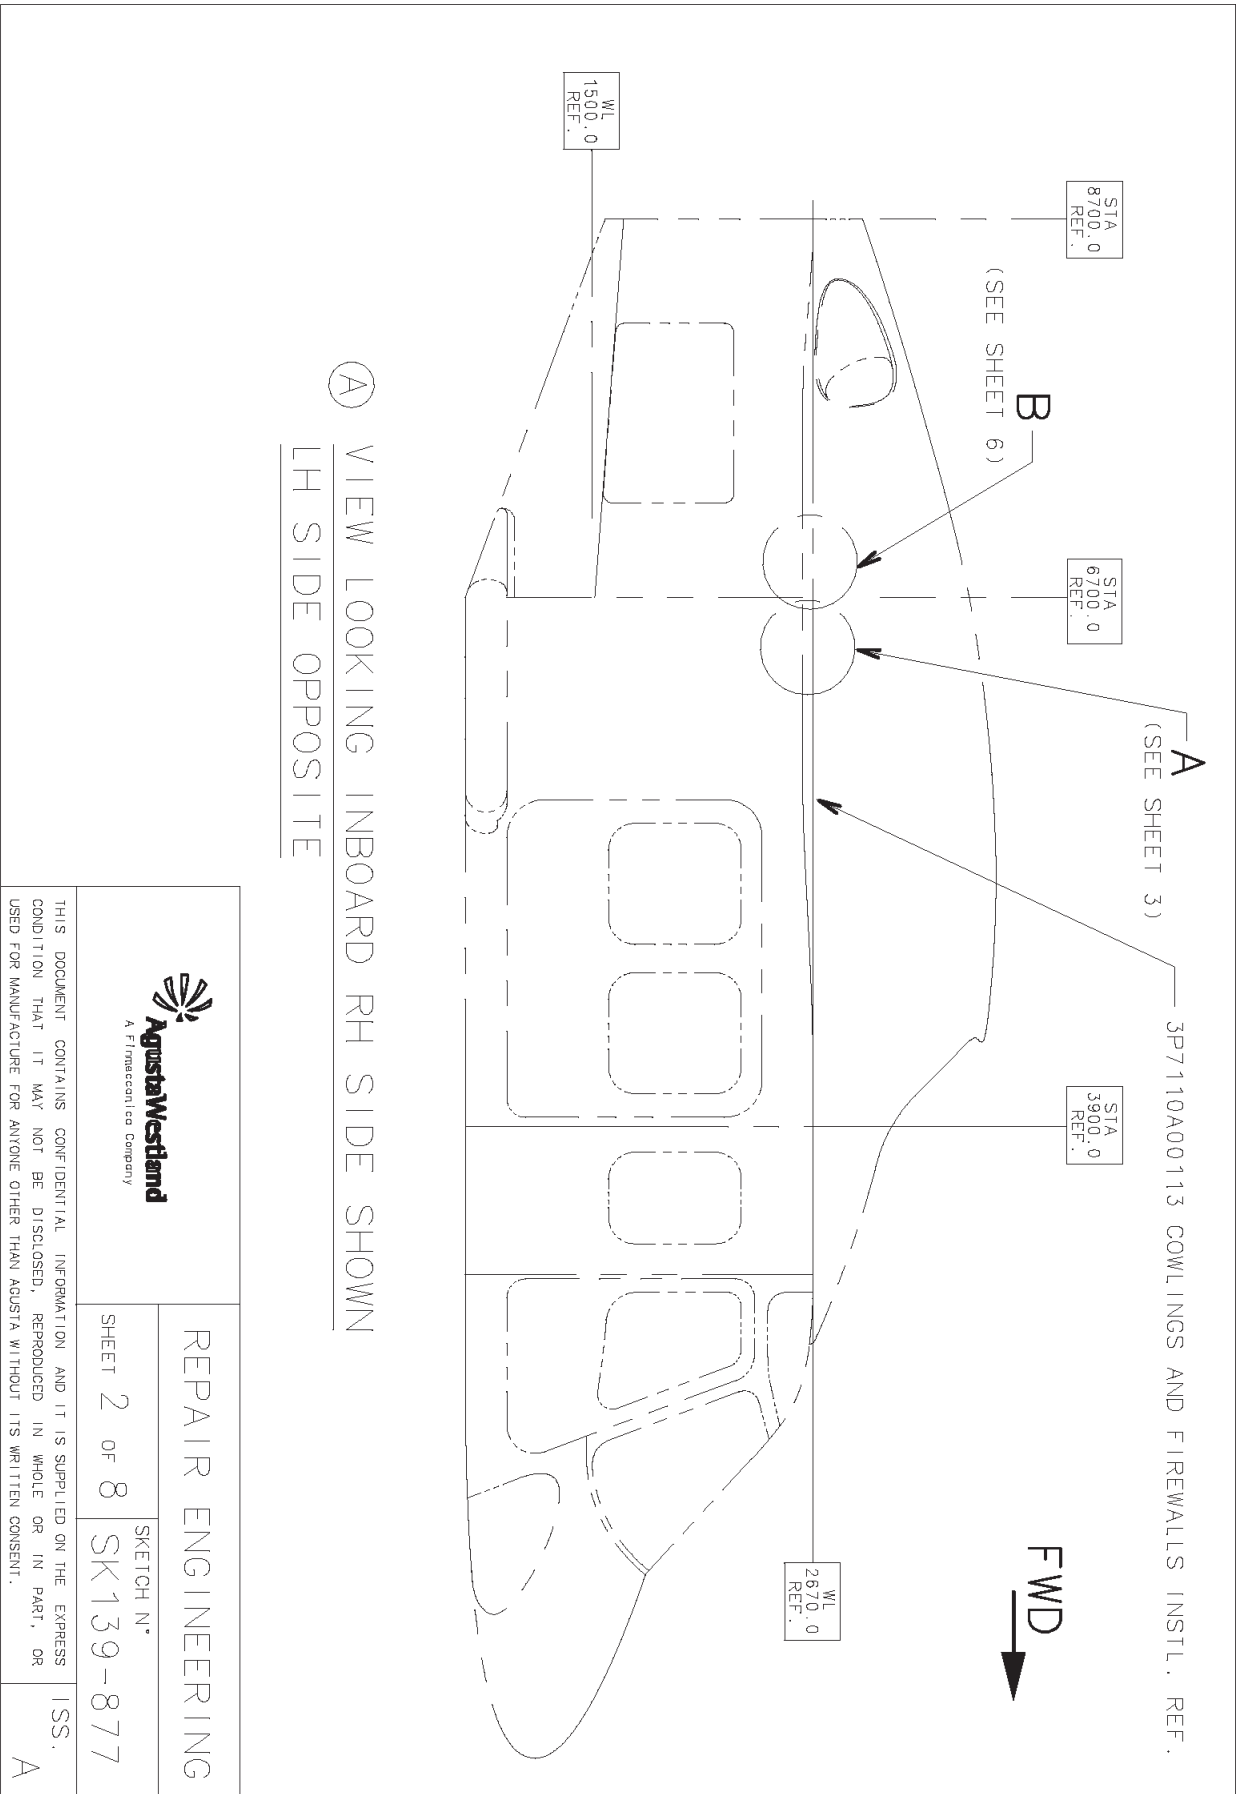 A
(SEE SHEET 3)
3P7110A00113 COWLINGS AND FIREWALLS INSTL. REF.
STA
8700.0
REF.
STA
6700.0
REF.
STA
3900.0
REF.
B
(SEE SHEET 6)
FWD
WL
2670.0
REF.
WL
1500.0
REF.
A VIEW LOOKING INBOARD RH SIDE SHOWN
LH SIDE OPPOSITE
AgustaWestland
A Finmeccanica Company
REPAIR ENGINEERING
SHEET 2 OF 8
SKETCH N°
SK139-877
THIS DOCUMENT CONTAINS CONFIDENTIAL INFORMATION AND IT IS SUPPLIED ON THE EXPRESS
CONDITION THAT IT MAY NOT BE DISCLOSED, REPRODUCED IN WHOLE OR IN PART, OR
USED FOR MANUFACTURE FOR ANYONE OTHER THAN AGUSTA WITHOUT ITS WRITTEN CONSENT.
ISS.
A